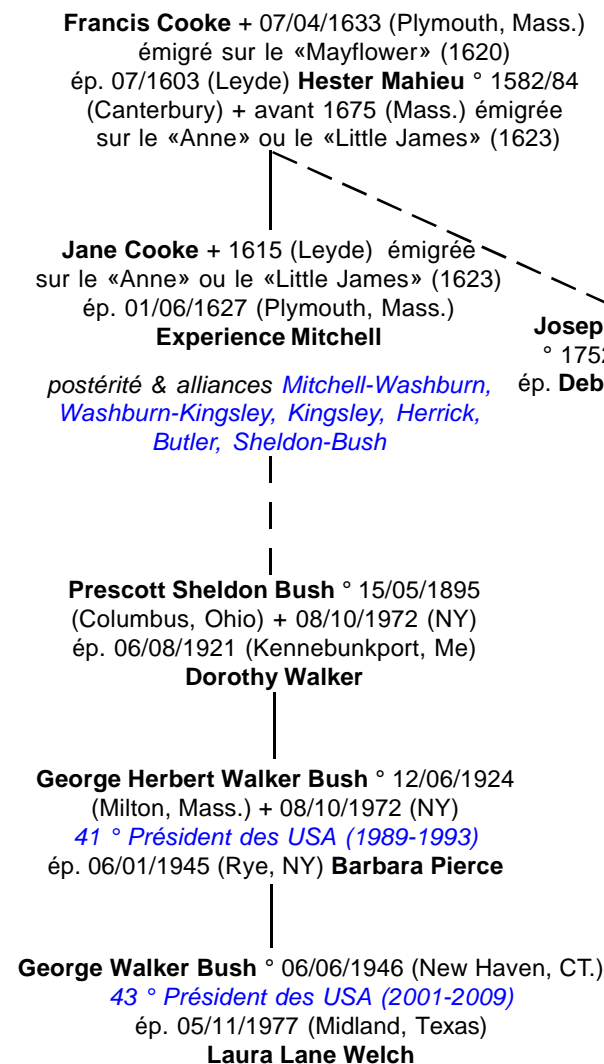 Francis Cooke + 07/04/1633 (Plymouth, Mass.)
émigré sur le «Mayflower» (1620)
ép. 07/1603 (Leyde) Hester Mahieu ° 1582/84
(Canterbury) + avant 1675 (Mass.) émigrée
sur le «Anne» ou le «Little James» (1623)
Jane Cooke + 1615 (Leyde) émigrée
sur le «Anne» ou le «Little James» (1623)
ép. 01/06/1627 (Plymouth, Mass.)
Experience Mitchell
postérité & alliances Mitchell-Washburn,
Washburn-Kingsley, Kingsley, Herrick,
Butler, Sheldon-Bush
Josep
° 1752
ép. Deb
Prescott Sheldon Bush ° 15/05/1895
(Columbus, Ohio) + 08/10/1972 (NY)
ép. 06/08/1921 (Kennebunkport, Me)
Dorothy Walker
George Herbert Walker Bush ° 12/06/1924
(Milton, Mass.) + 08/10/1972 (NY)
41 ° Président des USA (1989-1993)
ép. 06/01/1945 (Rye, NY) Barbara Pierce
George Walker Bush ° 06/06/1946 (New Haven, CT.)
43 ° Président des USA (2001-2009)
ép. 05/11/1977 (Midland, Texas)
Laura Lane Welch